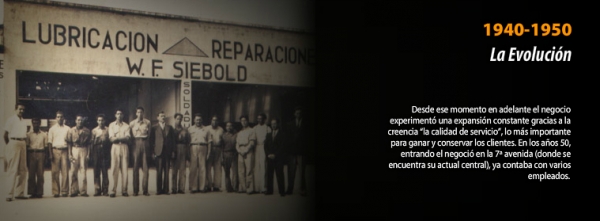 LUBRICACION REPARACIONE
W. F. SIEBOLD
SOLDADU
1940-1950
La Evolución
Desde ese momento en adelante el negocio
experimentó una expansión constante gracias a la
creencia "la calidad de servicio", lo más importante
para ganar y conservar los clientes. En los años 50,
entrando el negoció en la 7ª avenida (donde se
encuentra su actual central), ya contaba con varios
empleados.